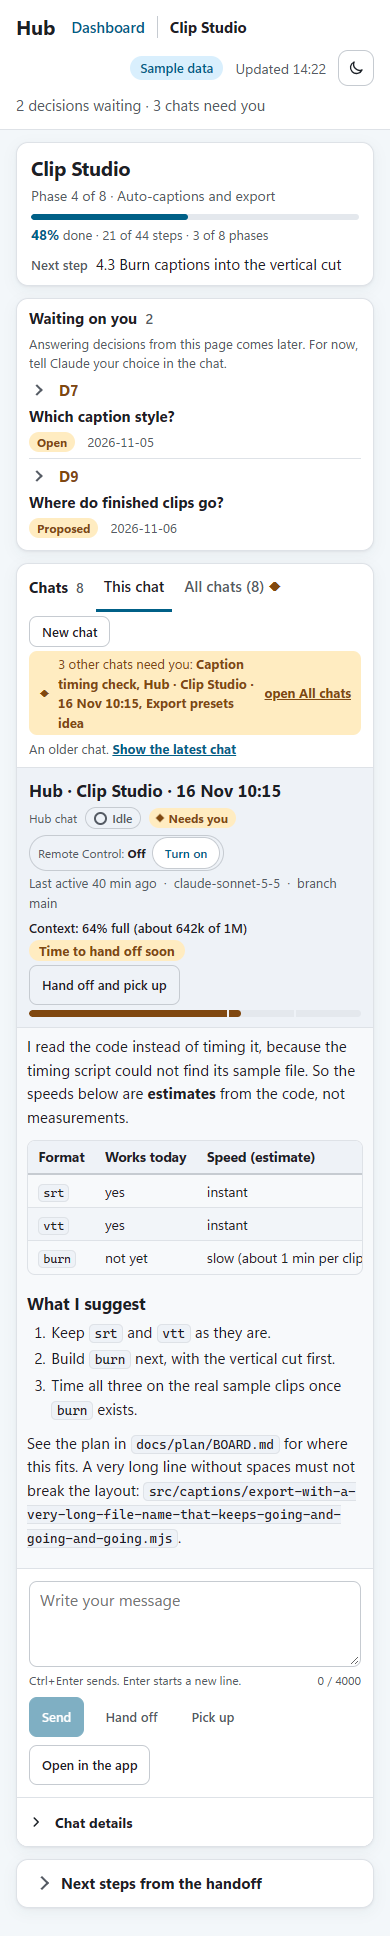 Hub Dashboard Clip Studio
Sample data Updated 14:22
2 decisions waiting · 3 chats need you
Clip Studio
Phase 4 of 8 · Auto-captions and export
48% done · 21 of 44 steps · 3 of 8 phases
Next step 4.3 Burn captions into the vertical cut
Waiting on you 2
Answering decisions from this page comes later. For now,
tell Claude your choice in the chat.
D7
Which caption style?
Open 2026-11-05
D9
Where do finished clips go?
Proposed 2026-11-06
Chats 8 This chat All chats (8)
New chat
3 other chats need you: Caption
timing check, Hub · Clip Studio ·
16 Nov 10:15, Export presets
idea
open All chats
An older chat. Show the latest chat
Hub · Clip Studio · 16 Nov 10:15
Hub chat Idle Needs you
Remote Control: Off Turn on
Last active 40 min ago · claude-sonnet-5-5 · branch
main
Context: 64% full (about 642k of 1M)
Time to hand off soon
Hand off and pick up
I read the code instead of timing it, because the
timing script could not find its sample file. So the
speeds below are estimates from the code, not
measurements.
Format Works today Speed (estimate)
srt yes instant
vtt yes instant
burn not yet slow (about 1 min per clip
What I suggest
1. Keep srt and vtt as they are.
2. Build burn next, with the vertical cut first.
3. Time all three on the real sample clips once
burn exists.
See the plan in docs/plan/BOARD.md for where
this fits. A very long line without spaces must not
break the layout: src/captions/export-with-a-
very-long-file-name-that-keeps-going-and-
going-and-going.mjs.
Write your message
Ctrl+Enter sends. Enter starts a new line. 0 / 4000
Send Hand off Pick up
Open in the app
Chat details
Next steps from the handoff